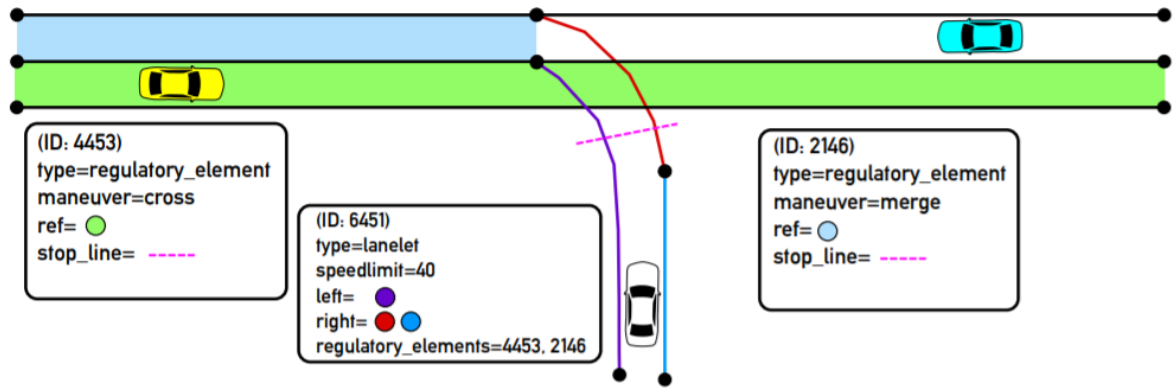 (ID: 4453)
type=regulatory_element
maneuver=cross
ref=
stop_line=
(ID: 6451)
type=lanelet
speedlimit=40
left=
right=
regulatory_elements=4453, 2146
(ID: 2146)
type=regulatory_element
maneuver=merge
ref=
stop_line=